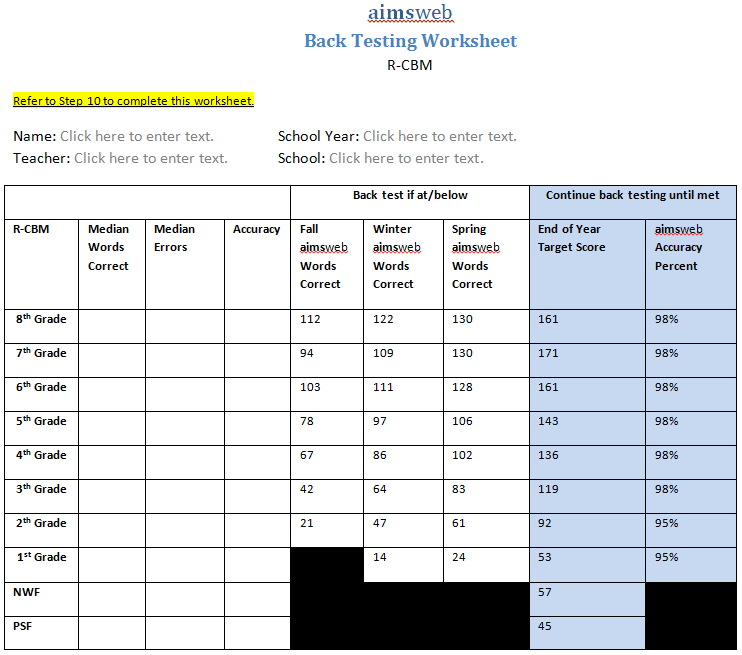 aimsweb
Back Testing Worksheet
R-CBM
Refer to Step 10 to complete this worksheet.
Name: Click here to enter text. School Year: Click here to enter text.
Teacher: Click here to enter text. School: Click here to enter text.
Back test if at/below Continue back testing until met
R-CBM Median Words Correct Median Errors Accuracy Fall aimsweb Words Correct Winter aimsweb Words Correct Spring aimsweb Words Correct End of Year Target Score aimsweb Accuracy Percent
8th Grade 112 122 130 161 98%
7th Grade 94 109 130 171 98%
6th Grade 103 111 128 161 98%
5th Grade 78 97 106 143 98%
4th Grade 67 86 102 136 98%
3th Grade 42 64 83 119 98%
2th Grade 21 47 61 92 95%
1st Grade 14 24 53 95%
NWF 57
PSF 45